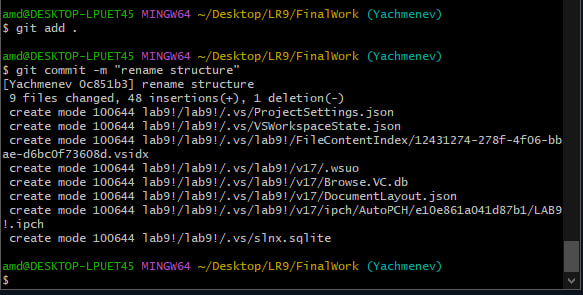 amd@DESKTOP-LPUET45 MINGW64 ~/Desktop/LR9/FinalWork (Yachmenev)
$ git add .
amd@DESKTOP-LPUET45 MINGW64 ~/Desktop/LR9/FinalWork (Yachmenev)
$ git commit -m "rename structure"
[Yachmenev 0c851b3] rename structure
 9 files changed, 48 insertions(+), 1 deletion(-)
 create mode 100644 lab9!/lab9!/.vs/ProjectSettings.json
 create mode 100644 lab9!/lab9!/.vs/VSWorkspaceState.json
 create mode 100644 lab9!/lab9!/.vs/lab9!/FileContentIndex/12431274-278f-4f06-bb
ae-d6bc0f73608d.vsidx
 create mode 100644 lab9!/lab9!/.vs/lab9!/v17/.wsuo
 create mode 100644 lab9!/lab9!/.vs/lab9!/v17/Browse.VC.db
 create mode 100644 lab9!/lab9!/.vs/lab9!/v17/DocumentLayout.json
 create mode 100644 lab9!/lab9!/.vs/lab9!/v17/ipch/AutoPCH/e10e861a041d87b1/LAB9
!.ipch
 create mode 100644 lab9!/lab9!/.vs/slnx.sqlite
amd@DESKTOP-LPUET45 MINGW64 ~/Desktop/LR9/FinalWork (Yachmenev)
$